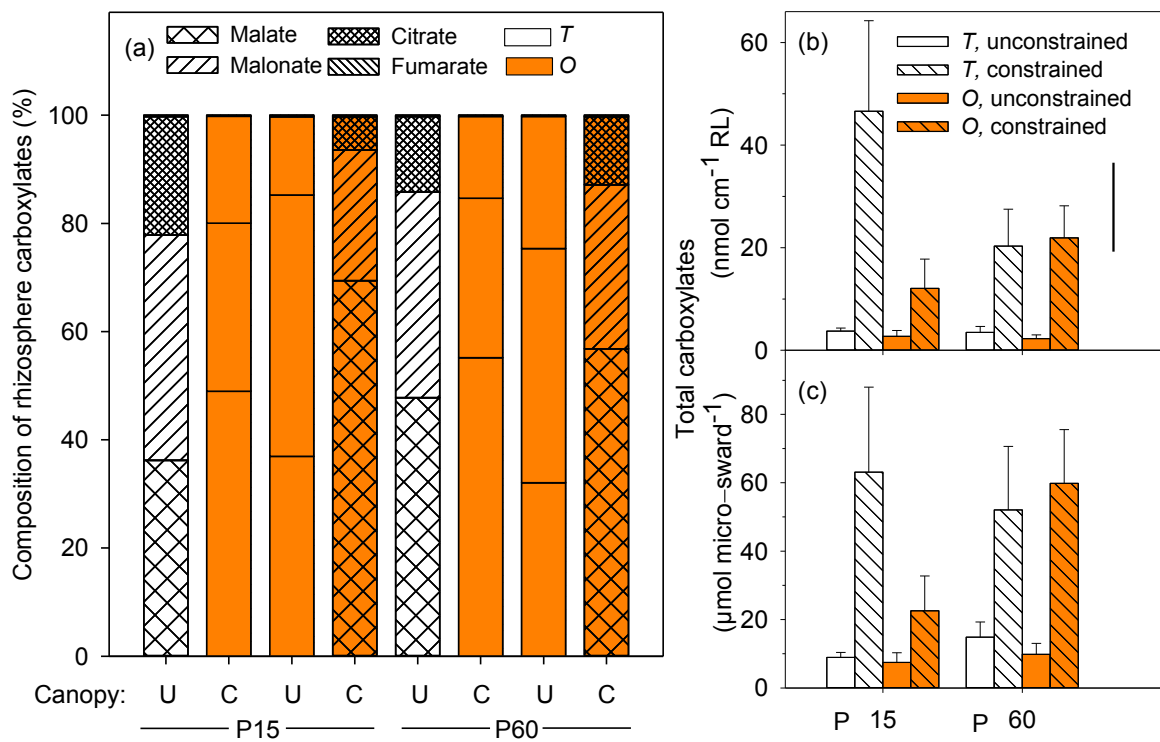 (a)
Malate
Citrate
T
Malonate
Fumarate
O
Composition of rhizosphere carboxylates (%)
100
80
60
40
20
0
Canopy: U C U C U C U C
P15 P60
(b)
T, unconstrained
T, constrained
O, unconstrained
O, constrained
Total carboxylates
(nmol cm⁻¹ RL)
60
40
20
0
(c)
(μmol micro–sward⁻¹)
80
60
40
20
0
P 15 P 60